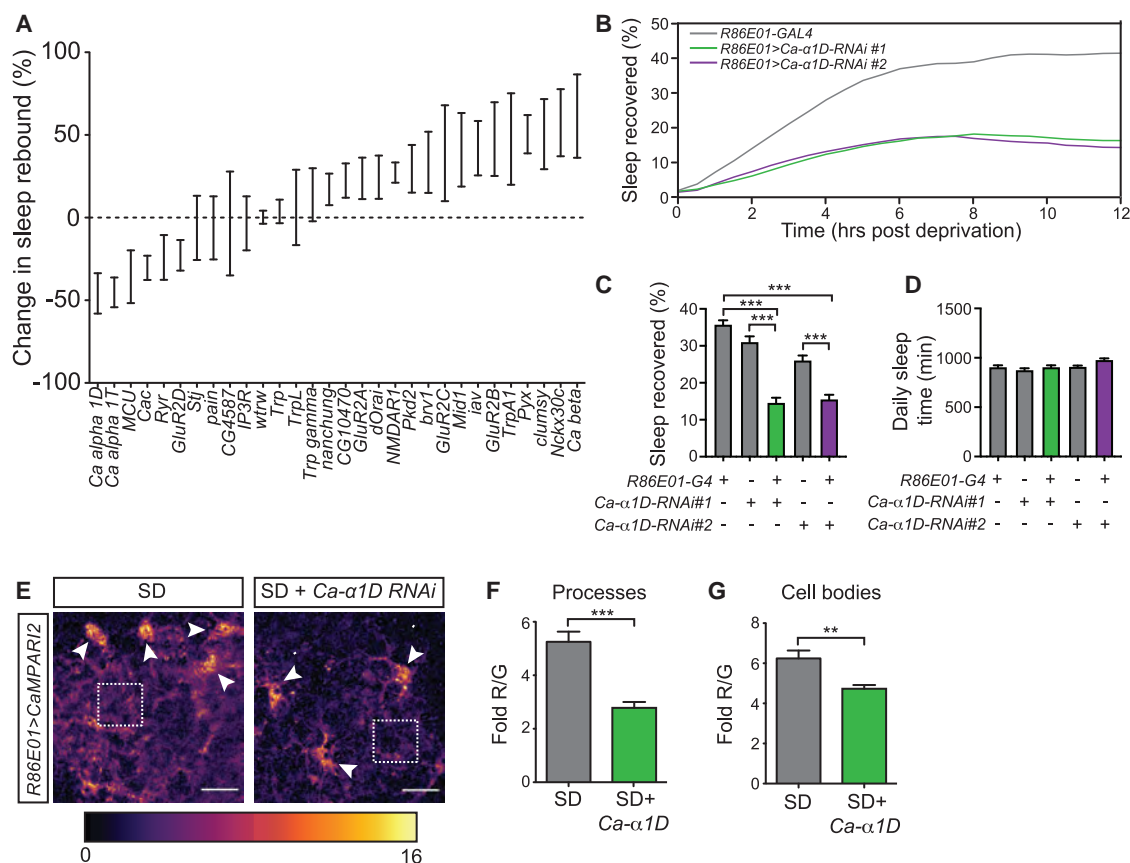 A
Change in sleep rebound (%)
100
50
0
-50
-100
Ca alpha 1D
Ca alpha 1T
MCU
Cac
Ryr
GluR2D
Stj
pain
CG4587
IP3R
wtrw
Trp
TrpL
Trp gamma
nanchung
CG10470
GluR2A
dOrai
NMDAR1
Pkd2
brv1
GluR2C
Mid1
iav
GluR2B
TrpA1
Pyx
clumsy
Nckx30c
Ca beta
B
Sleep recovered (%)
50
40
30
20
10
0
R86E01-GAL4
R86E01>Ca-α1D-RNAi #1
R86E01>Ca-α1D-RNAi #2
0 2 4 6 8 10 12
Time (hrs post deprivation)
C
Sleep recovered (%)
40
30
20
10
0
***
***
***
***
R86E01-G4 + - + - +
Ca-α1D-RNAi#1 - + + - -
Ca-α1D-RNAi#2 - - - + +
D
Daily sleep
time (min)
1500
1000
500
0
R86E01-G4 + - + - +
Ca-α1D-RNAi#1 - + + - -
Ca-α1D-RNAi#2 - - - + +
E
SD
SD + Ca-α1D RNAi
R86E01>CaMPARI2
0 16
F
Processes
Fold R/G
6
4
2
0
***
SD
SD+
Ca-α1D
G
Cell bodies
Fold R/G
8
6
4
2
0
**
SD
SD+
Ca-α1D